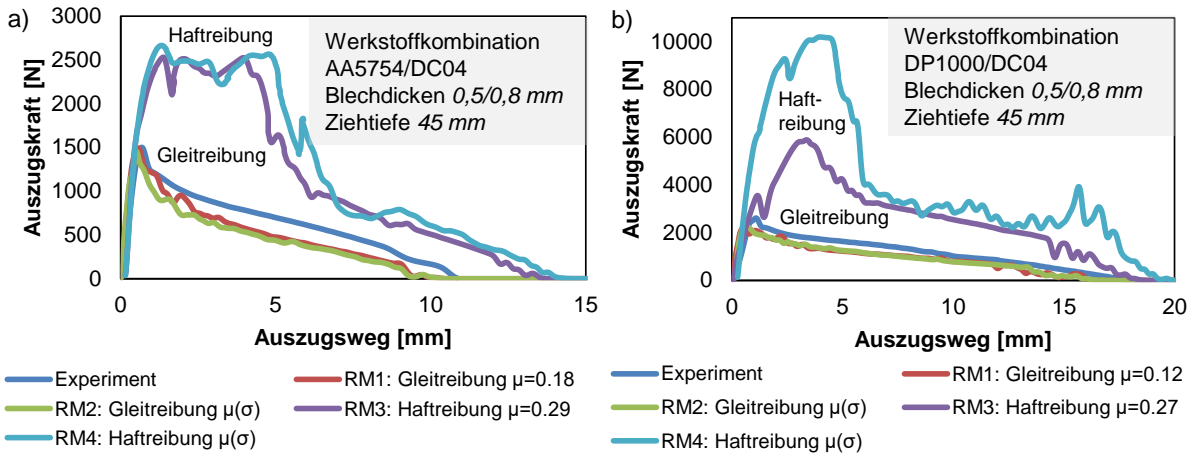 a)
Auszugskraft [N]
3000
2500
2000
1500
1000
500
0
Haftreibung
Gleitreibung
Werkstoffkombination
AA5754/DC04
Blechdicken 0,5/0,8 mm
Ziehtiefe 45 mm
0 5 10 15
Auszugsweg [mm]
Experiment
RM1: Gleitreibung μ=0.18
RM2: Gleitreibung μ(σ)
RM3: Haftreibung μ=0.29
RM4: Haftreibung μ(σ)
b)
Auszugskraft [N]
10000
8000
6000
4000
2000
0
Haft-
reibung
Gleitreibung
Werkstoffkombination
DP1000/DC04
Blechdicken 0,5/0,8 mm
Ziehtiefe 45 mm
0 5 10 15 20
Auszugsweg [mm]
Experiment
RM1: Gleitreibung μ=0.12
RM2: Gleitreibung μ(σ)
RM3: Haftreibung μ=0.27
RM4: Haftreibung μ(σ)